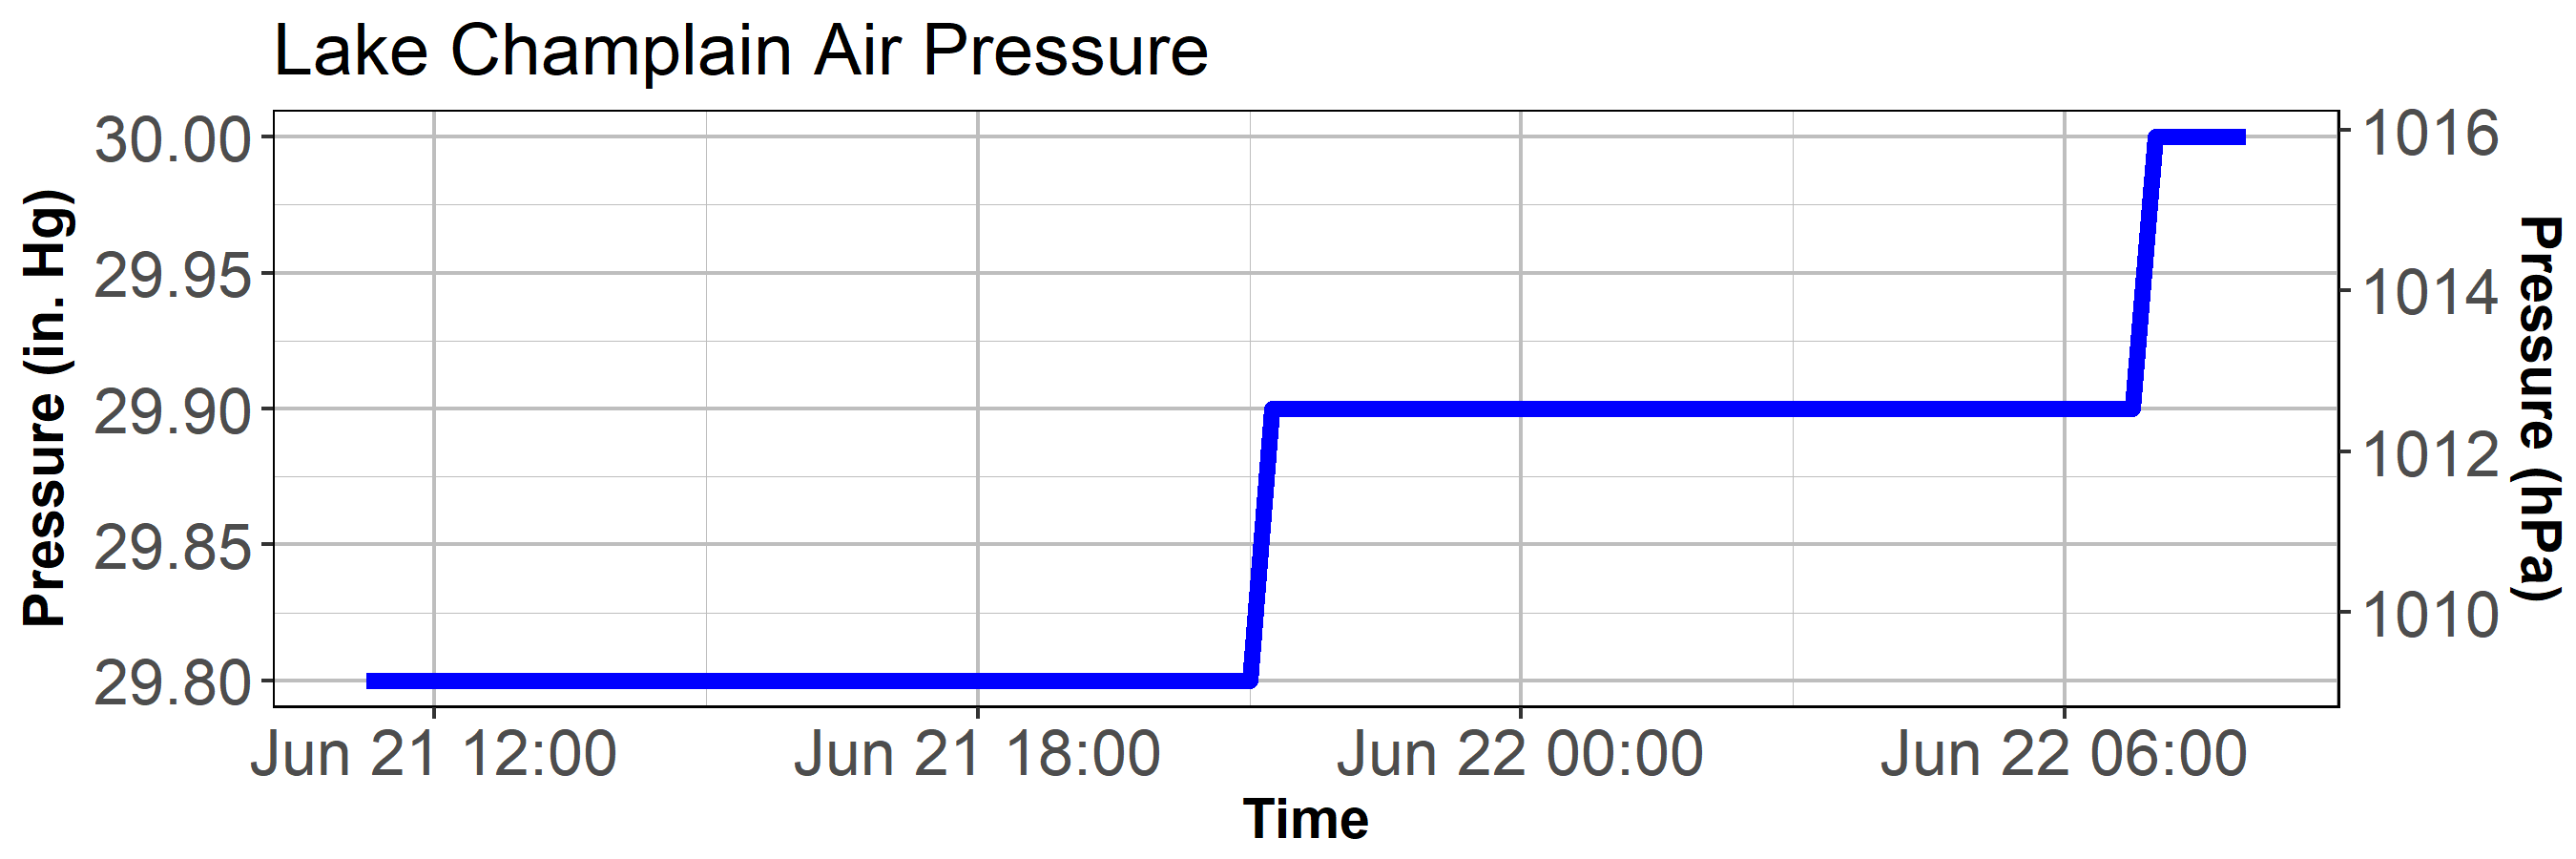 Lake Champlain Air Pressure
Pressure (in. Hg)
30.00
29.95
29.90
29.85
29.80
1016
1014
1012
1010
Pressure (hPa)
Jun 21 12:00
Jun 21 18:00
Jun 22 00:00
Jun 22 06:00
Time